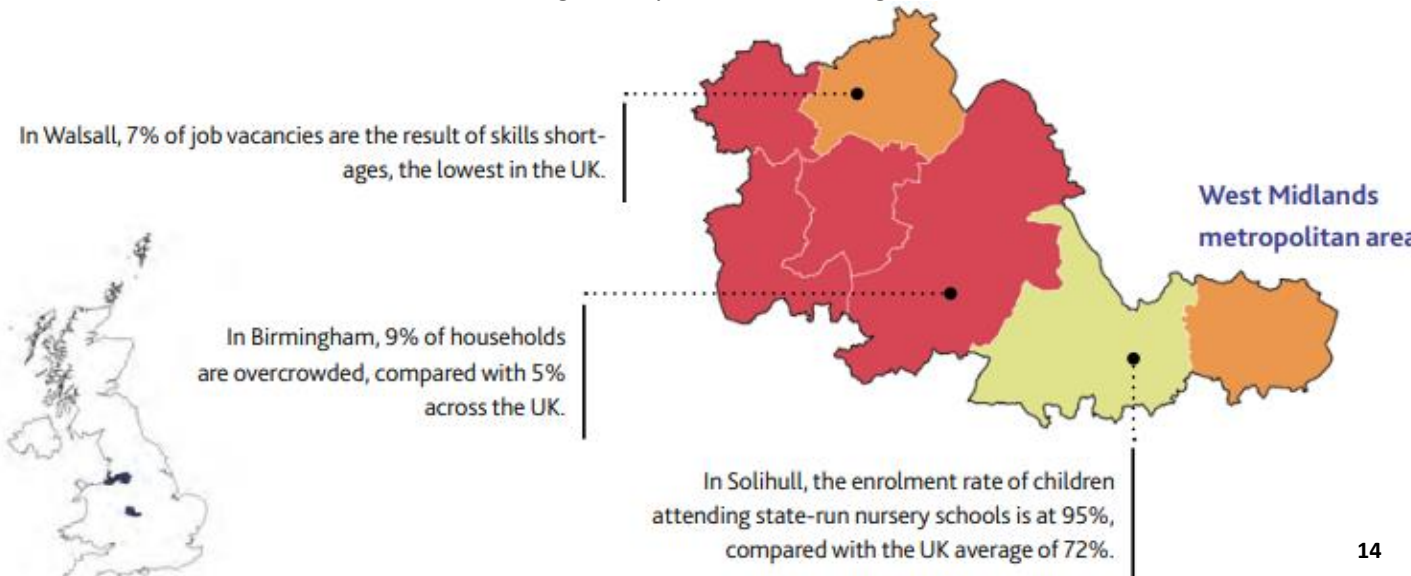 In Walsall, 7% of job vacancies are the result of skills short-
ages, the lowest in the UK.
West Midlands
metropolitan area
In Birmingham, 9% of households
are overcrowded, compared with 5%
across the UK.
In Solihull, the enrolment rate of children
attending state-run nursery schools is at 95%,
compared with the UK average of 72%.
14